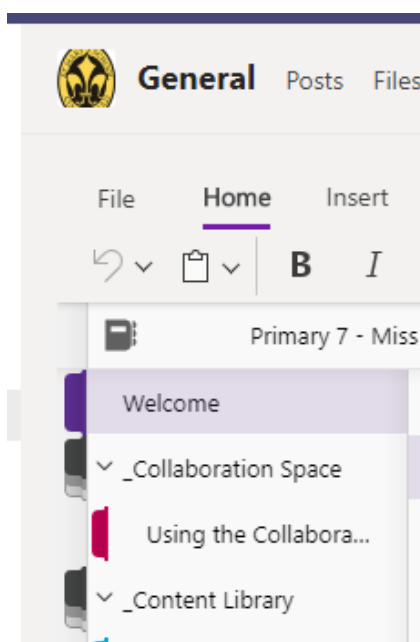 General Posts Files
File Home Insert
B I
Primary 7 - Miss
Welcome
_Collaboration Space
Using the Collabora...
_Content Library